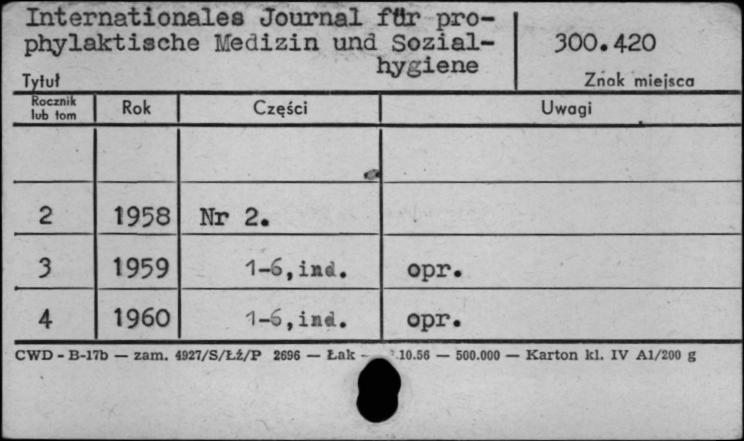 Internationales Journal für pro-
phylaktische Medizin und Sozial-
hygiene
300.420
Tytuł
Znak miejsca
Rocznik lub tom Rok Części Uwagi
2 1958 Nr 2.
3 1959 1-6,ind. opr.
4 1960 1-6,ind. opr.
CWD - B-17b — zam. 4927/S/Łż/P 2696 — Łak - .10.56 — 500.000 — Karton kl. IV A1/200 g